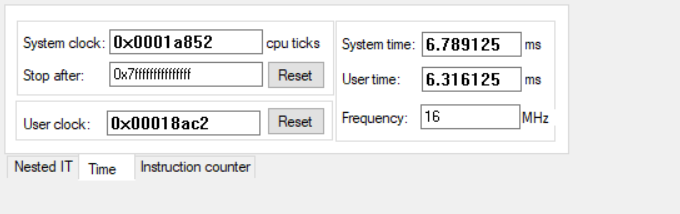 System clock: 0x0001a852 cpu ticks
Stop after: 0x7ffffffffffffff Reset
User clock: 0x00018ac2 Reset
System time: 6.789125 ms
User time: 6.316125 ms
Frequency: 16 MHz
Nested IT Time Instruction counter